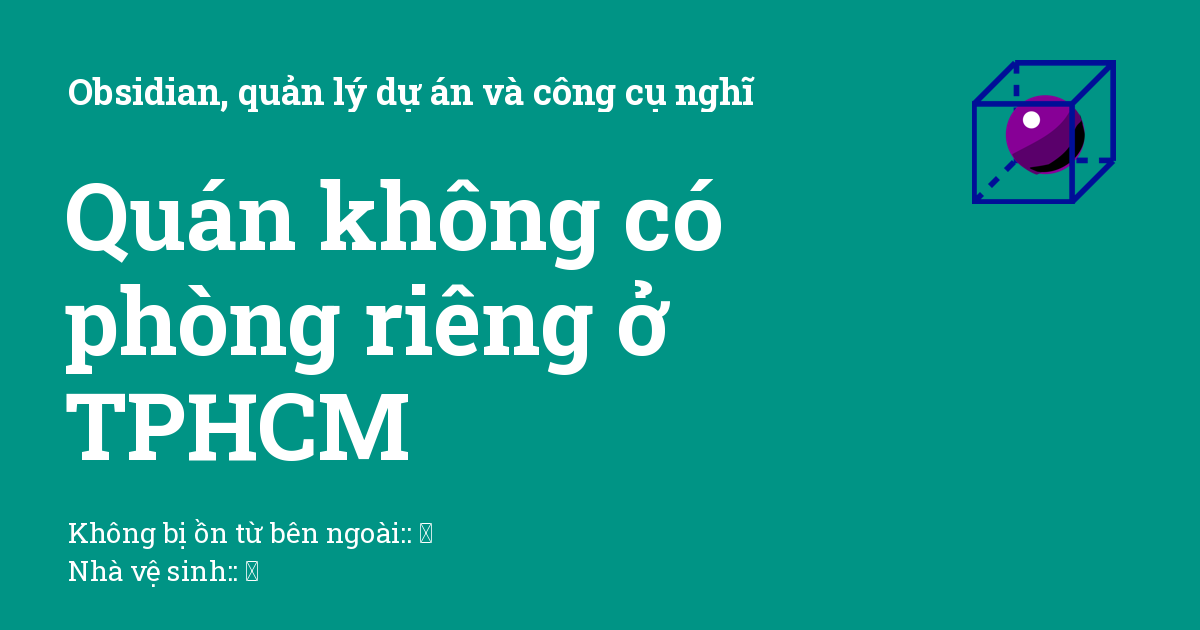 Obsidian, quản lý dự án và công cụ nghĩ
Quán không có
phòng riêng ở
TPHCM
Không bị ồn từ bên ngoài::
Nhà vệ sinh::